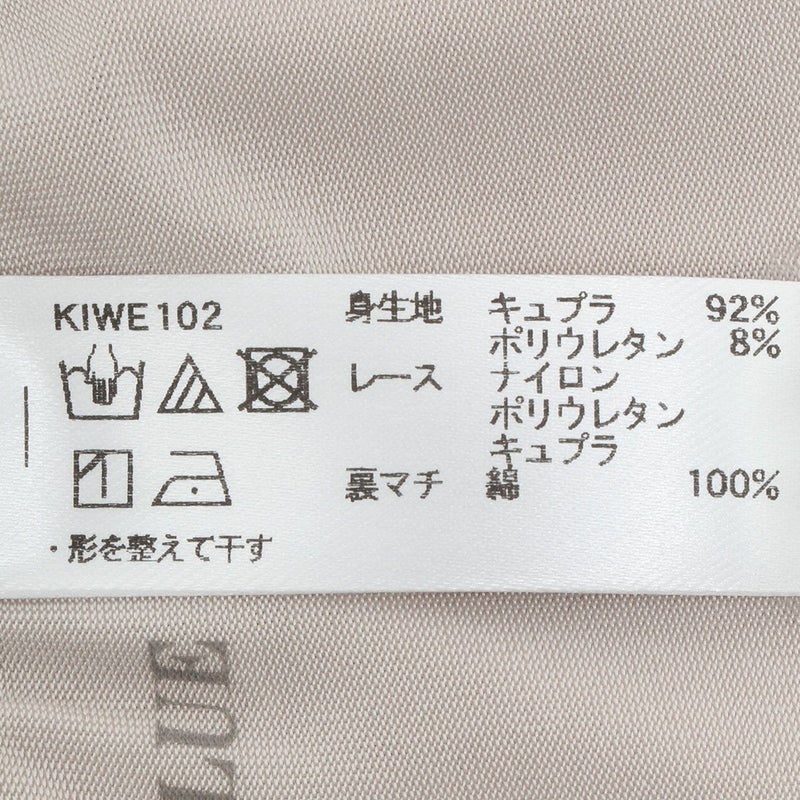 KIWE102
身生地 キュプラ 92%
ポリウレタン 8%
レース ナイロン
ポリウレタン
キュプラ
裏マチ 綿 100%
・形を整えて干す
LUE